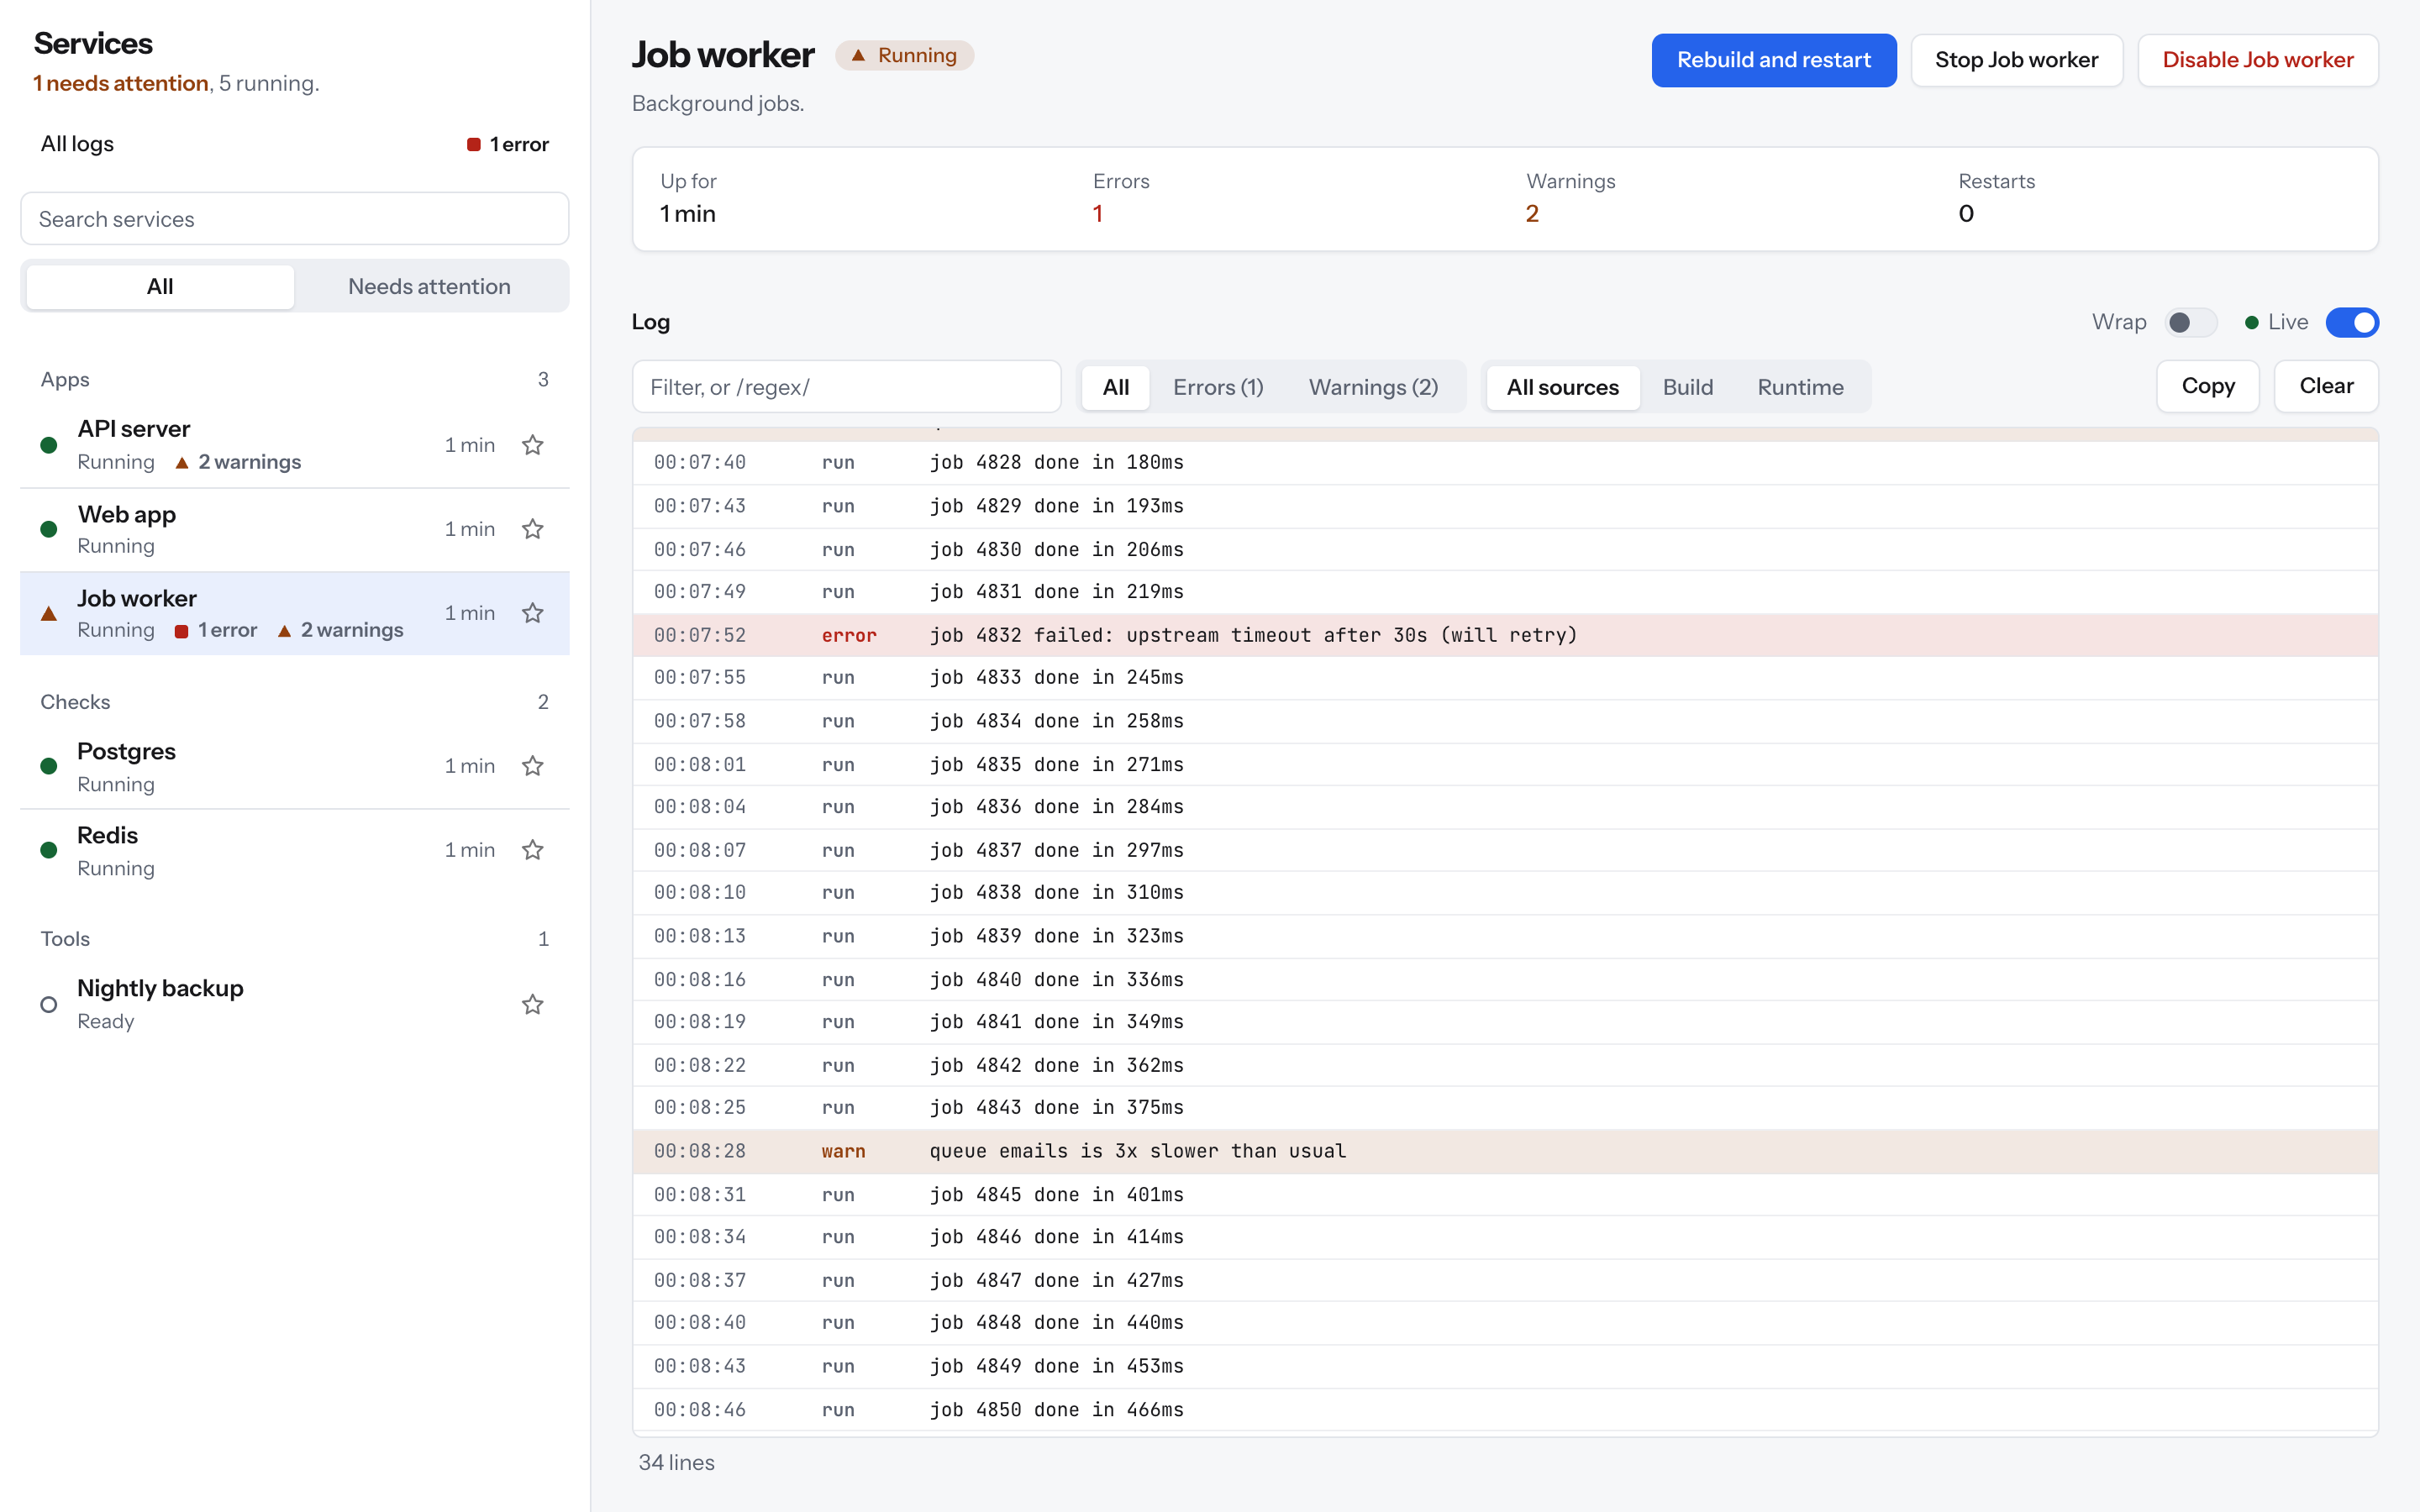 Services
1 needs attention, 5 running.
All logs 1 error
Search services
All Needs attention
Apps 3
API server
Running 2 warnings 1 min
Web app
Running 1 min
Job worker
Running 1 error 2 warnings 1 min
Checks 2
Postgres
Running 1 min
Redis
Running 1 min
Tools 1
Nightly backup
Ready
Job worker Running
Background jobs.
Rebuild and restart Stop Job worker Disable Job worker
Up for Errors Warnings Restarts
1 min 1 2 0
Log Wrap Live
Filter, or /regex/ All Errors (1) Warnings (2) All sources Build Runtime Copy Clear
00:07:40 run job 4828 done in 180ms
00:07:43 run job 4829 done in 193ms
00:07:46 run job 4830 done in 206ms
00:07:49 run job 4831 done in 219ms
00:07:52 error job 4832 failed: upstream timeout after 30s (will retry)
00:07:55 run job 4833 done in 245ms
00:07:58 run job 4834 done in 258ms
00:08:01 run job 4835 done in 271ms
00:08:04 run job 4836 done in 284ms
00:08:07 run job 4837 done in 297ms
00:08:10 run job 4838 done in 310ms
00:08:13 run job 4839 done in 323ms
00:08:16 run job 4840 done in 336ms
00:08:19 run job 4841 done in 349ms
00:08:22 run job 4842 done in 362ms
00:08:25 run job 4843 done in 375ms
00:08:28 warn queue emails is 3x slower than usual
00:08:31 run job 4845 done in 401ms
00:08:34 run job 4846 done in 414ms
00:08:37 run job 4847 done in 427ms
00:08:40 run job 4848 done in 440ms
00:08:43 run job 4849 done in 453ms
00:08:46 run job 4850 done in 466ms
34 lines